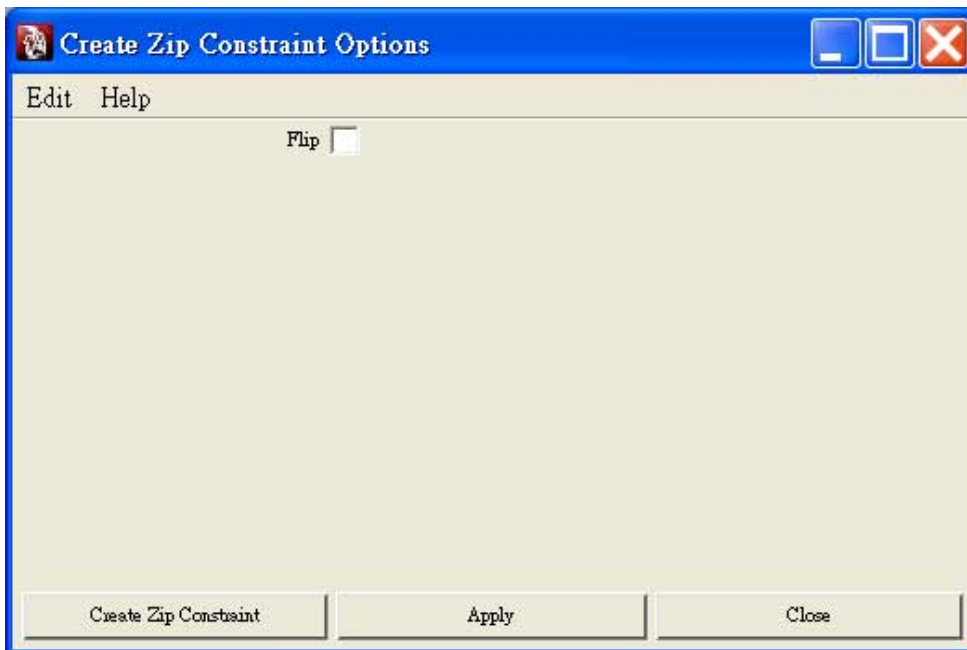 Create Zip Constraint Options
Edit Help
Flip
Create Zip Constraint Apply Close